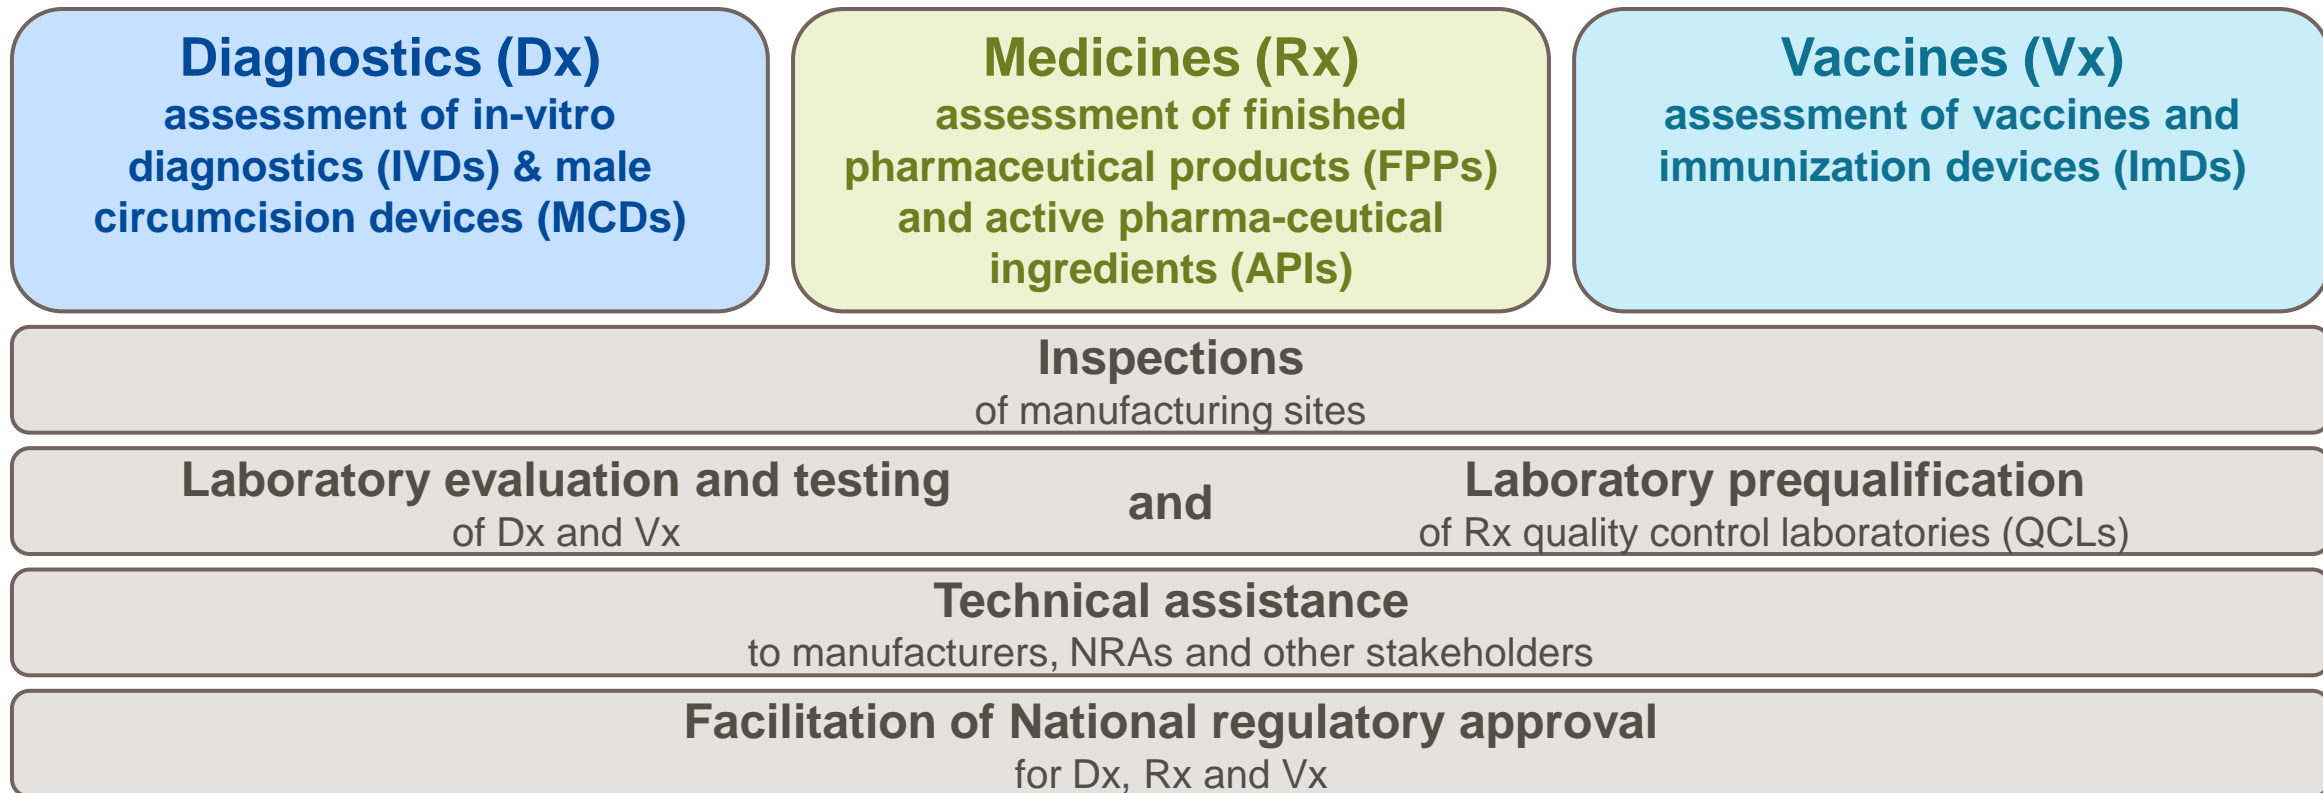 Diagnostics (Dx)
assessment of in-vitro
diagnostics (IVDs) & male
circumcision devices (MCDs)
Medicines (Rx)
assessment of finished
pharmaceutical products (FPPs)
and active pharma-ceutical
ingredients (APIs)
Vaccines (Vx)
assessment of vaccines and
immunization devices (ImDs)
Inspections
of manufacturing sites
Laboratory evaluation and testing
of Dx and Vx
and
Laboratory prequalification
of Rx quality control laboratories (QCLs)
Technical assistance
to manufacturers, NRAs and other stakeholders
Facilitation of National regulatory approval
for Dx, Rx and Vx